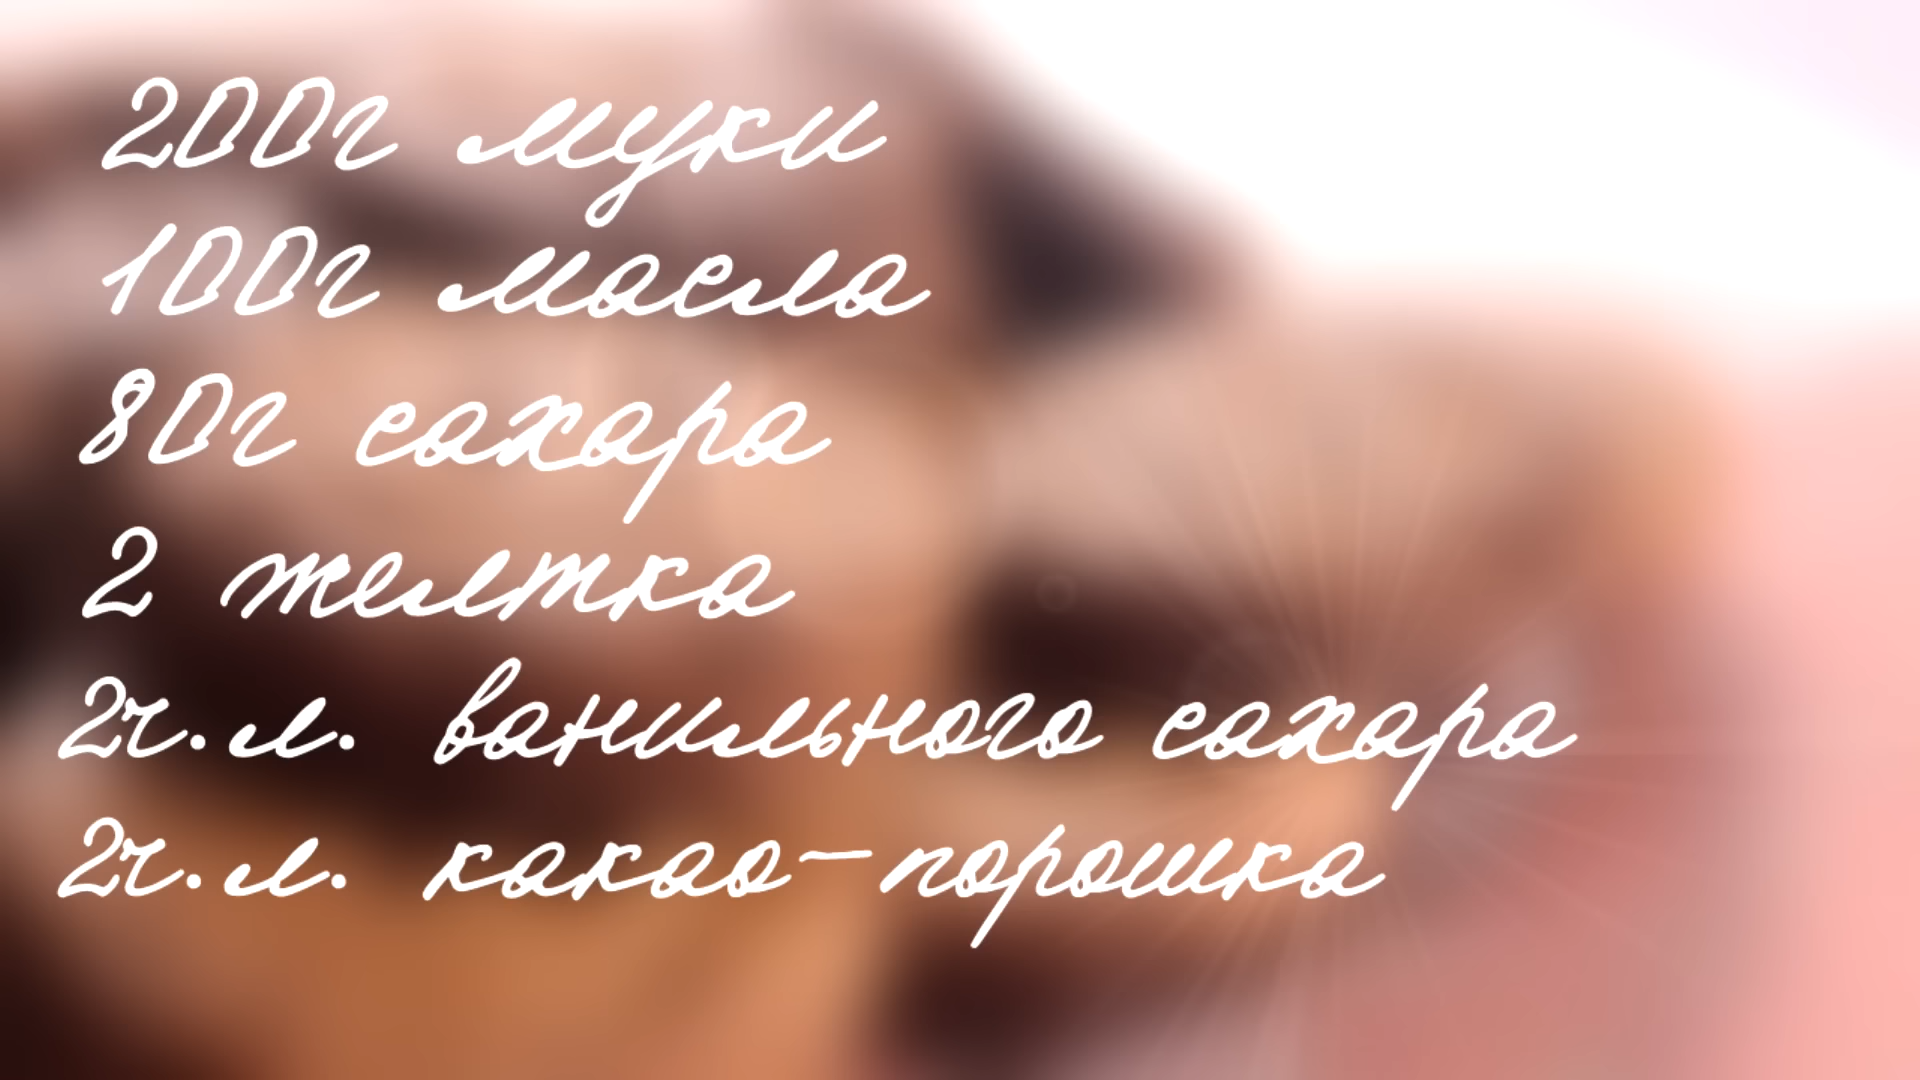 200г муки
100г масла
80г сахара
2 желтка
2ч.л. ванильного сахара
2ч.л. какао-порошка